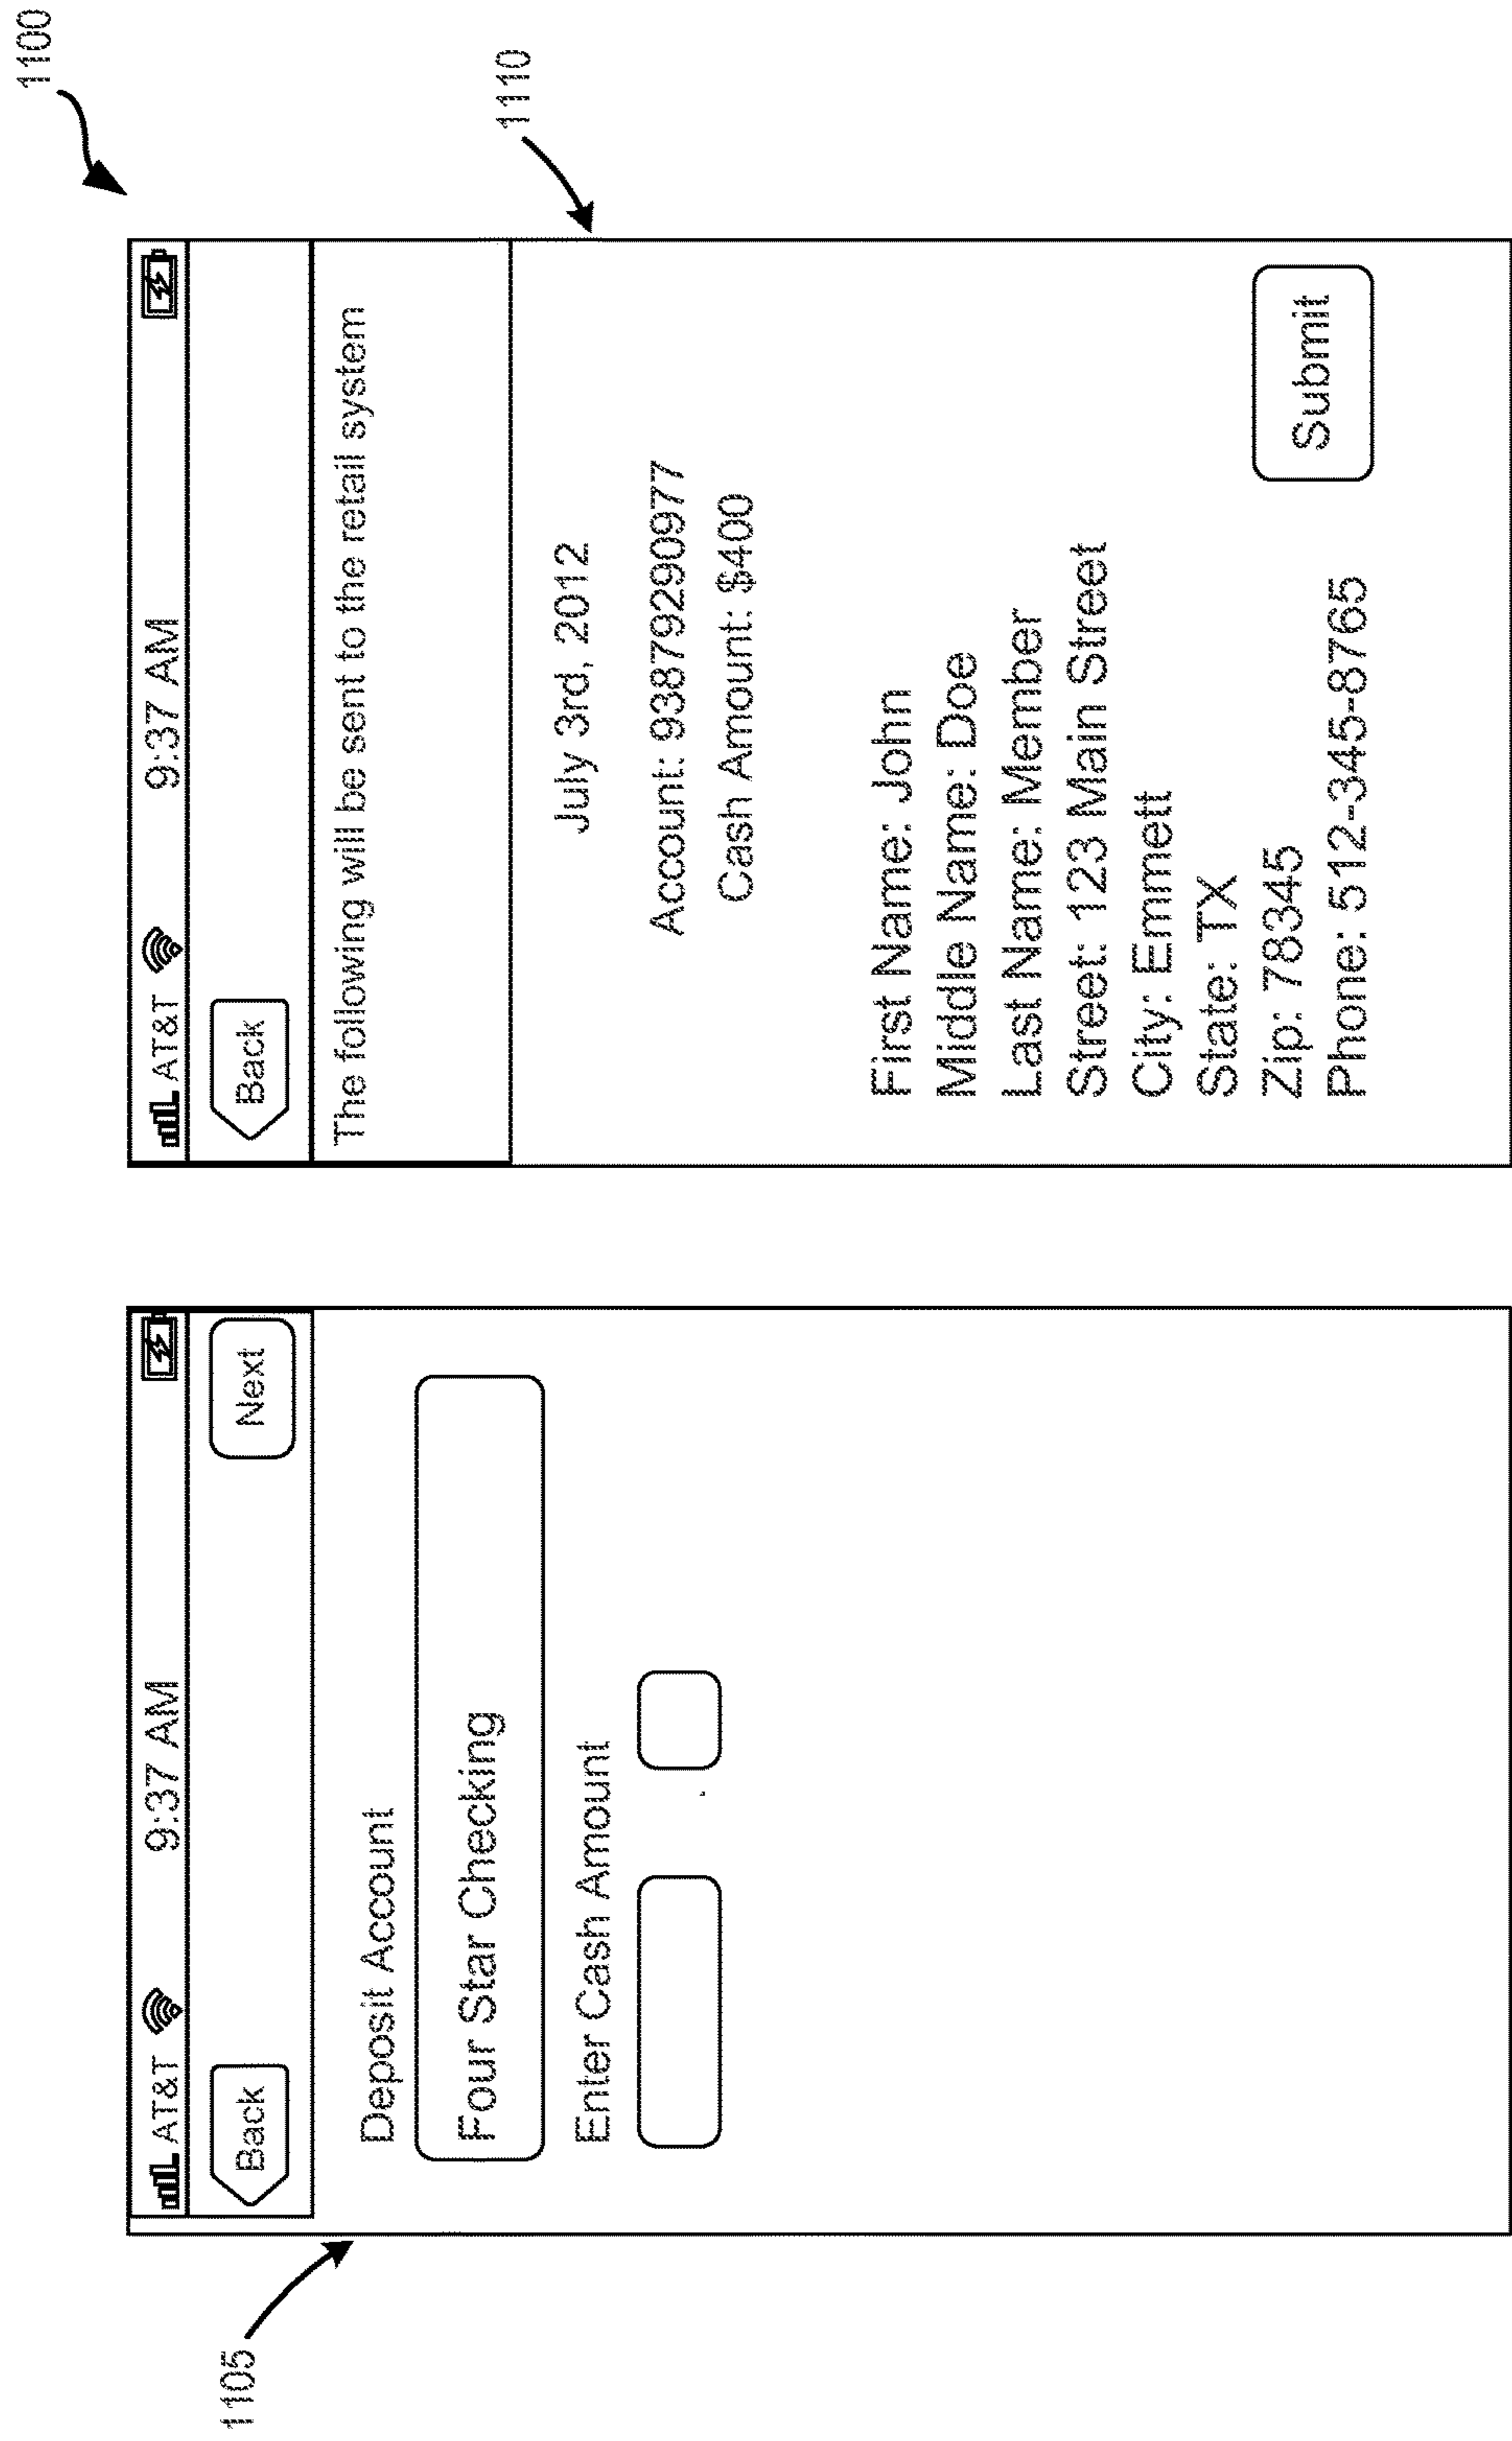 1100
1105
AT&T 9:37 AM
Back Next
Deposit Account
Four Star Checking
Enter Cash Amount
.
1110
AT&T 9:37 AM
Back
The following will be sent to the retail system
July 3rd, 2012
Account: 93879290977
Cash Amount: $400
First Name: John
Middle Name: Doe
Last Name: Member
Street: 123 Main Street
City: Emmett
State: TX
Zip: 78345
Phone: 512-345-8765
Submit